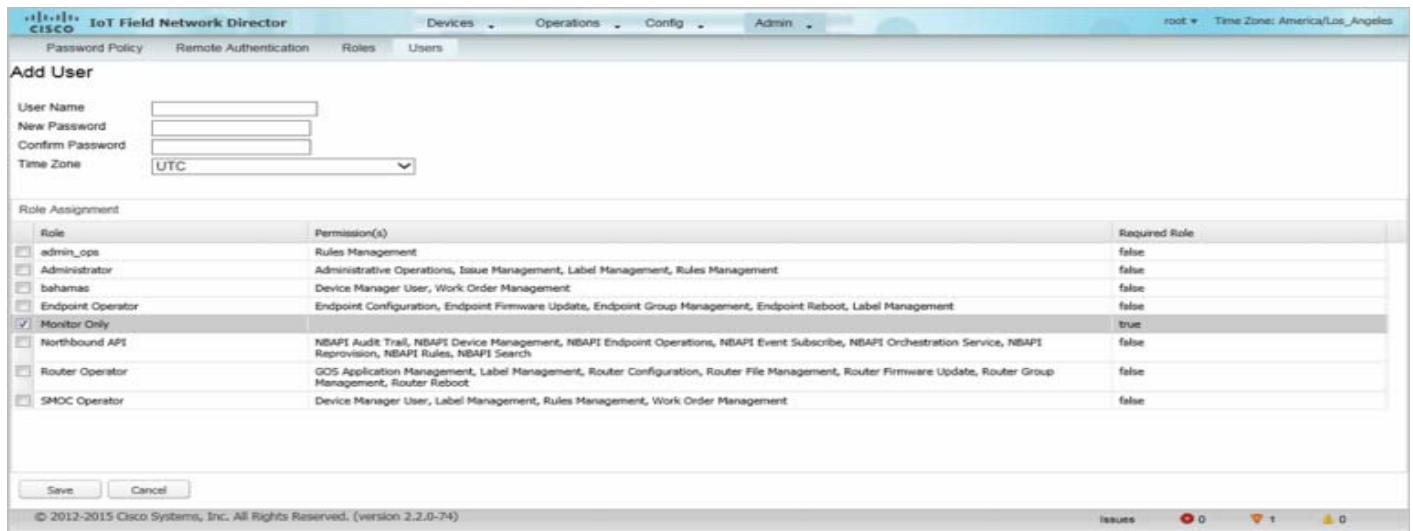 CISCO IoT Field Network Director Devices Operations Config Admin root Time Zone: America/Los_Angeles
Password Policy Remote Authentication Roles Users
Add User
User Name
New Password
Confirm Password
Time Zone UTC
Role Assignment
Role Permission(s) Required Role
admin_ops Rules Management false
Administrator Administrative Operations, Issue Management, Label Management, Rules Management false
bahamas Device Manager User, Work Order Management false
Endpoint Operator Endpoint Configuration, Endpoint Firmware Update, Endpoint Group Management, Endpoint Reboot, Label Management false
Monitor Only true
Northbound API NBAPI Audit Trail, NBAPI Device Management, NBAPI Endpoint Operations, NBAPI Event Subscribe, NBAPI Orchestration Service, NBAPI false
Reprovision, NBAPI Rules, NBAPI Search
Router Operator GOS Application Management, Label Management, Router Configuration, Router File Management, Router Firmware Update, Router Group false
Management, Router Reboot
SMOC Operator Device Manager User, Label Management, Rules Management, Work Order Management false
Save Cancel
© 2012-2015 Cisco Systems, Inc. All Rights Reserved. (version 2.2.0-74) Issues 0 1 0